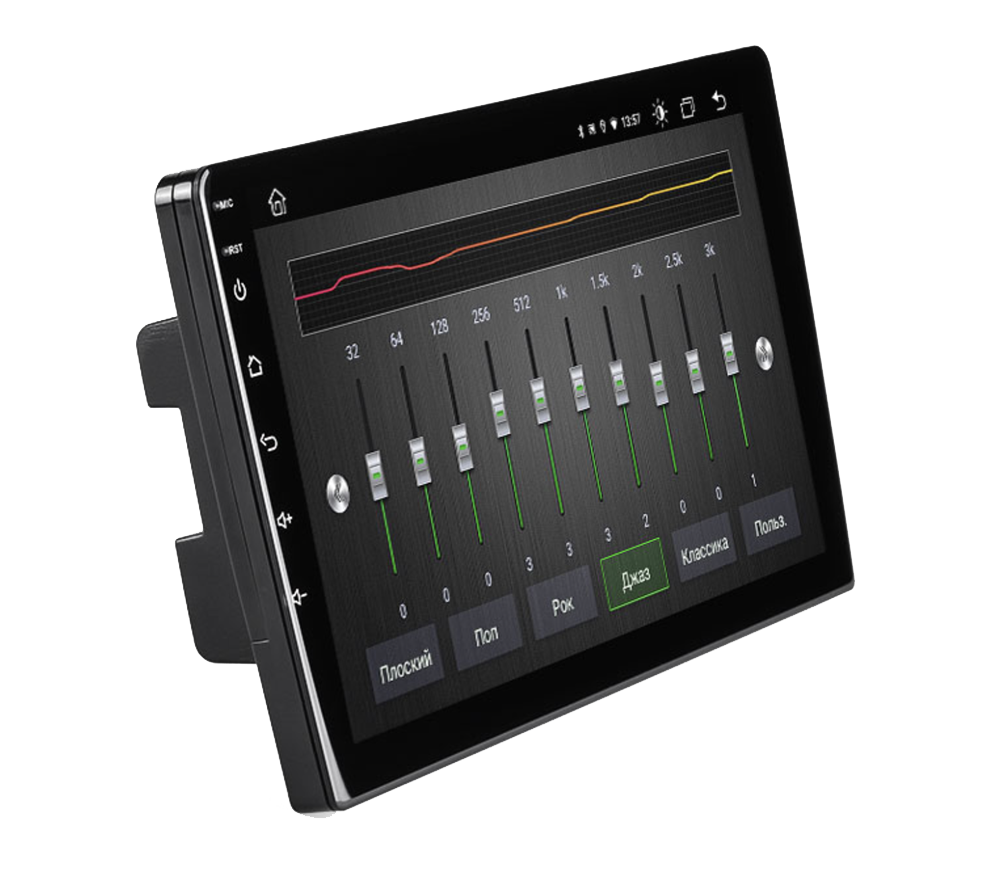 MIC
RST
13:57
32 64 128 256 512 1k 1.5k 2k 2.5k 3k
0 0 0 3 3 3 2 0 0 1
Плоский Поп Рок Джаз Классика Польз.